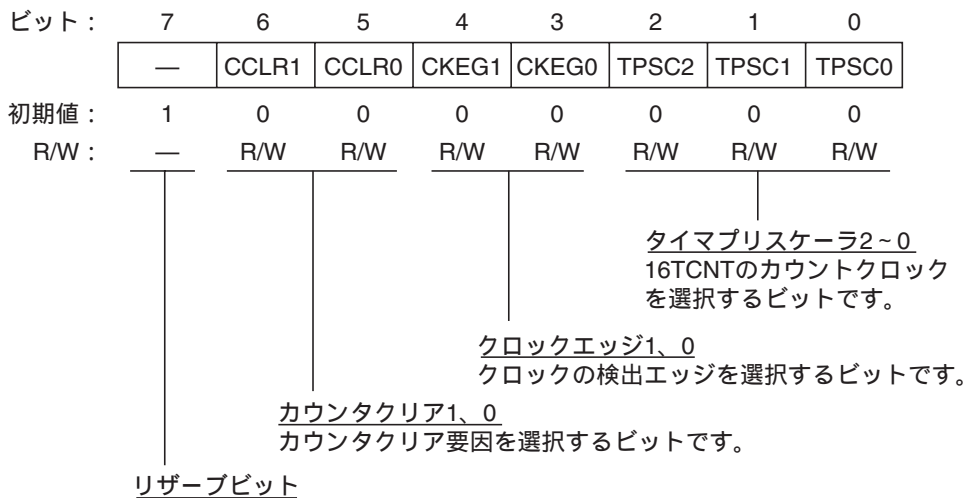 ビット： 7 6 5 4 3 2 1 0
— CCLR1 CCLR0 CKEG1 CKEG0 TPSC2 TPSC1 TPSC0
初期値： 1 0 0 0 0 0 0 0
R/W： — R/W R/W R/W R/W R/W R/W R/W
タイマプリスケーラ2～0
16TCNTのカウントクロック
を選択するビットです。
クロックエッジ1、0
クロックの検出エッジを選択するビットです。
カウンタクリア1、0
カウンタクリア要因を選択するビットです。
リザーブビット